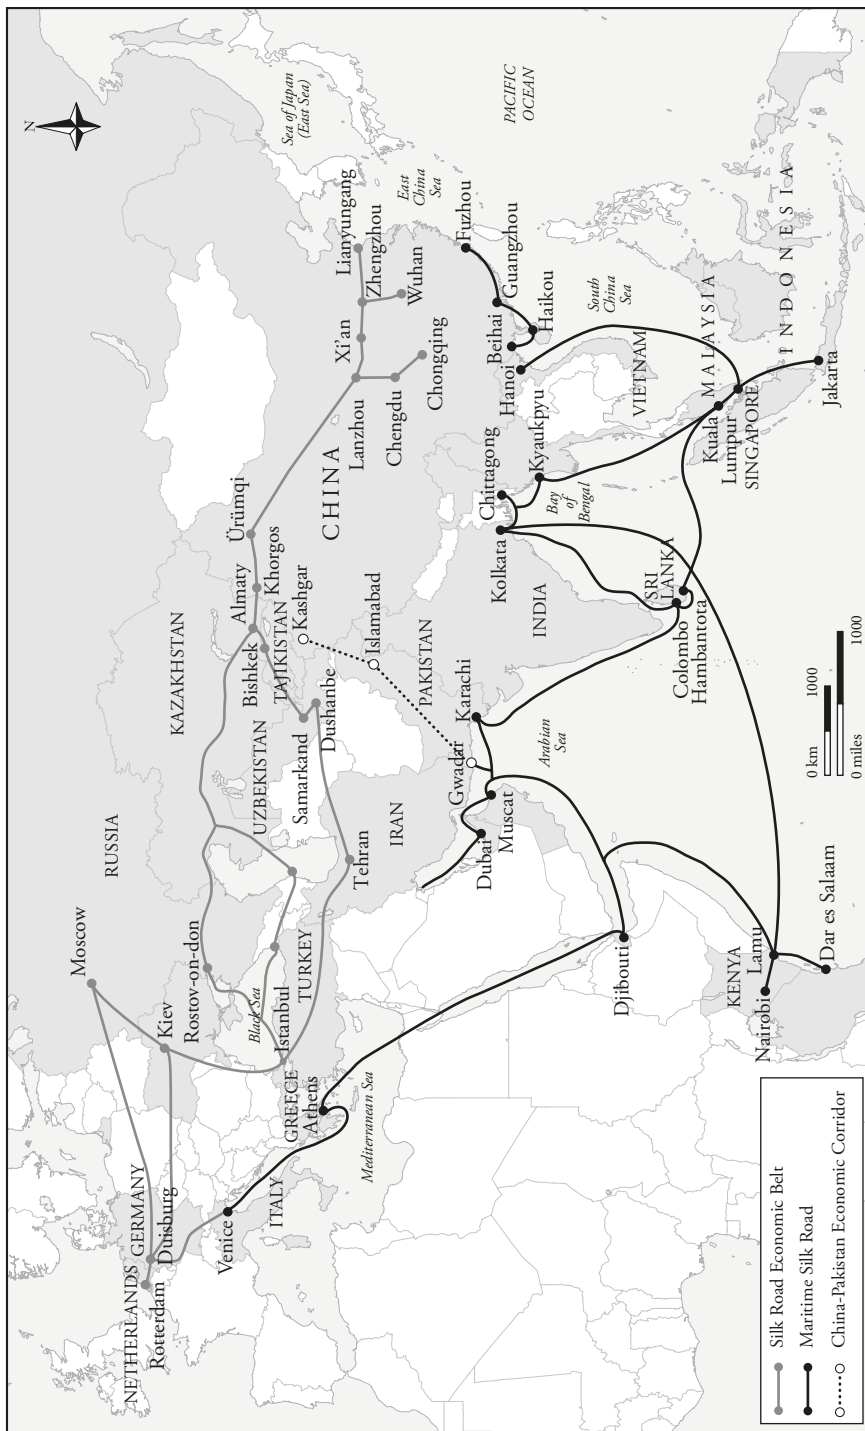 N
Sea of Japan
(East Sea)
PACIFIC
OCEAN
East
China
Sea
South
China
Sea
Bay
of
Bengal
Arabian
Sea
Black Sea
Mediterranean Sea
RUSSIA
KAZAKHSTAN
UZBEKISTAN
TAJIKISTAN
CHINA
PAKISTAN
INDIA
IRAN
TURKEY
GREECE
ITALY
GERMANY
NETHERLANDS
KENYA
SRI
LANKA
VIETNAM
MALAYSIA
SINGAPORE
INDONESIA
Moscow
Kiev
Rostov-on-don
Istanbul
Athens
Venice
Duisburg
Rotterdam
Tehran
Samarkand
Dushanbe
Bishkek
Almaty
Khorgos
Ürümqi
Lanzhou
Xi'an
Zhengzhou
Lianyungang
Wuhan
Chengdu
Chongqing
Kashgar
Islamabad
Gwadar
Karachi
Muscat
Dubai
Djibouti
Lamu
Nairobi
Dar es Salaam
Colombo
Hambantota
Kolkata
Chittagong
Kyaukpyu
Hanoi
Beihai
Haikou
Guangzhou
Fuzhou
Kuala
Lumpur
Jakarta
0 km
1000
0 miles
1000
Silk Road Economic Belt
Maritime Silk Road
China-Pakistan Economic Corridor